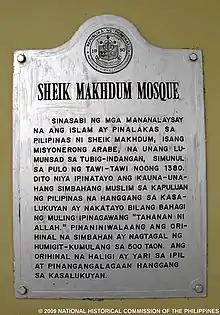 SHEIK MAKHDUM MOSQUE
SINASABI NG MGA MANANALAYSAY
NA ANG ISLAM AY PINALAKAS SA
PILIPINAS NI SHEIK MAKHDUM, ISANG
MISYONERONG ARABE, NA UNANG LU-
MUNSAD SA TUBIG-INDANGAN, SIMUNUL
SA PULO NG TAWI-TAWI NOONG 1380.
DITO NIYA IPINATAYO ANG KAUNA-UNA-
HANG SIMBAHANG MUSLIM SA KAPULUAN
NG PILIPINAS NA HANGGANG SA KASA-
LUKUYAN AY NAKATAYO BILANG BAHAGI
NG MULING IPINAGAWANG "TAHANAN NI
ALLAH." PINANINIWALAANG ANG ORI-
HINAL NA SIMBAHAN AY NAGTAGAL NG
HUMIGIT-KUMULANG SA 500 TAON. ANG
ORIHINAL NA HALIGI AY YARI SA IPIL
AT PINANGANGALAGAAN HANGGANG
SA KASALUKUYAN.
© 2009 NATIONAL HISTORICAL COMMISSION OF THE PHILIPPINES